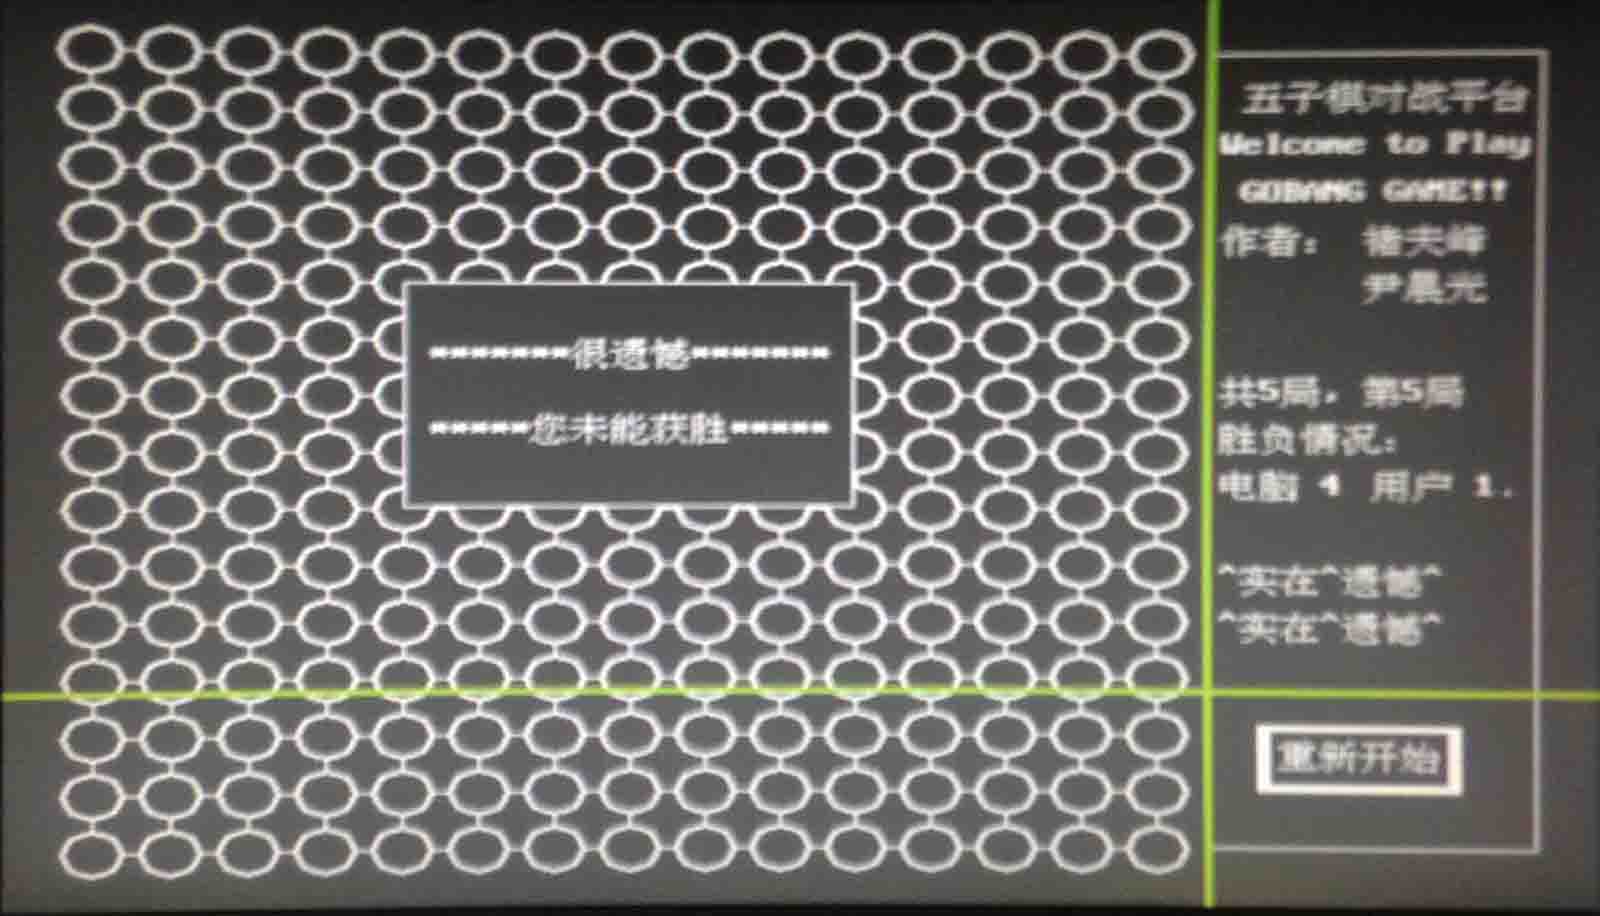 五子棋对战平台
Welcome to Play
GOBANG GAME!!
作者: 褚夫峰
尹晨光
-------很遗憾-------
-----您未能获胜-----
共5局，第5局
胜负情况:
电脑 4 用户 1.
^实在^遗憾^
^实在^遗憾^
重新开始